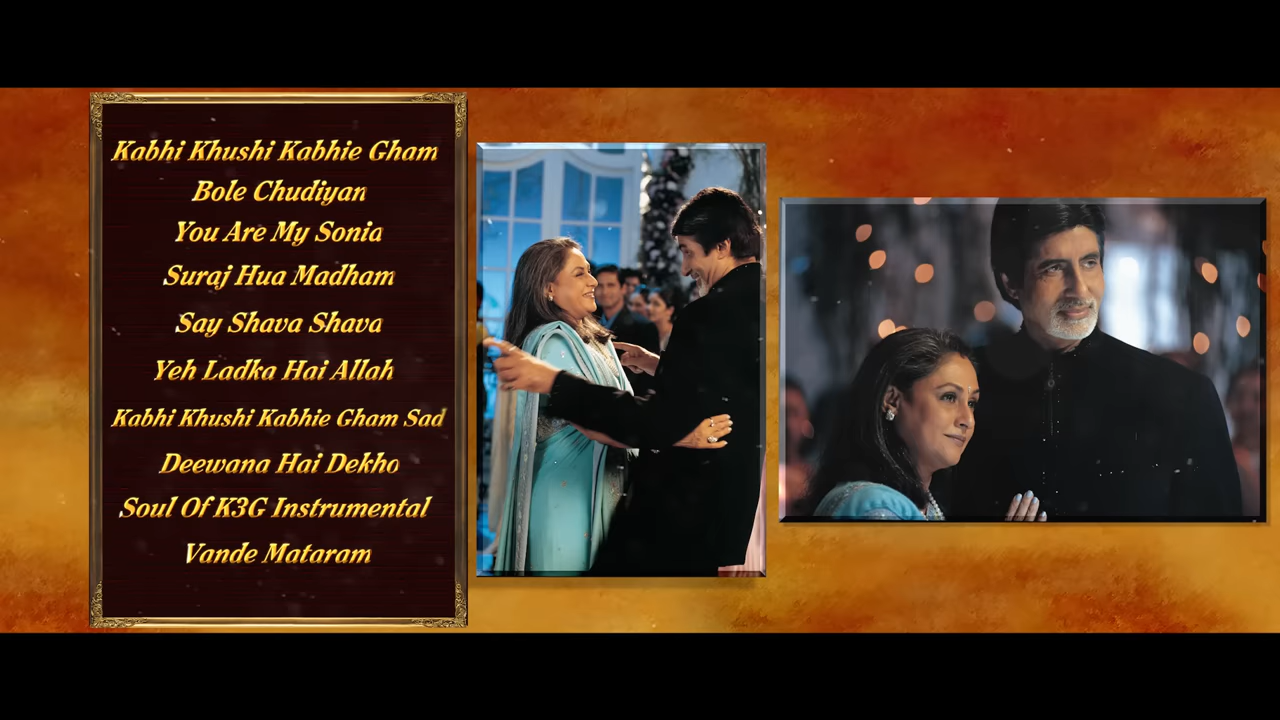 Kabhi Khushi Kabhie Gham
Bole Chudiyan
You Are My Sonia
Suraj Hua Madham
Say Shava Shava
Yeh Ladka Hai Allah
Kabhi Khushi Kabhie Gham Sad
Deewana Hai Dekho
Soul Of K3G Instrumental
Vande Mataram